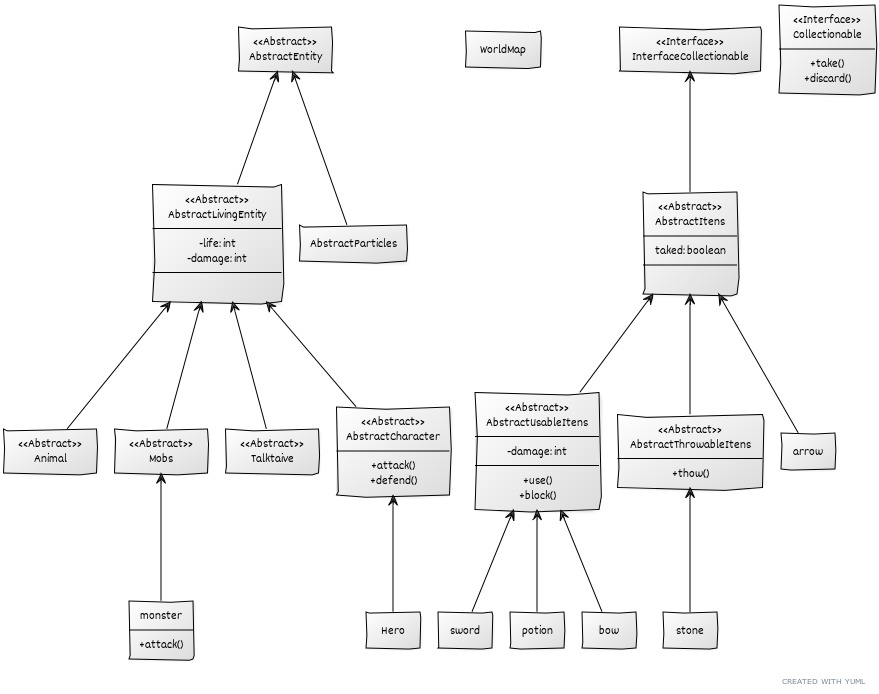 <<Abstract>>
AbstractEntity
WorldMap
<<Interface>>
InterfaceCollectionable
<<Interface>>
Collectionable
+take()
+discard()
<<Abstract>>
AbstractLivingEntity
-life: int
-damage: int
AbstractParticles
<<Abstract>>
AbstractItens
taked: boolean
<<Abstract>>
Animal
<<Abstract>>
Mobs
<<Abstract>>
Talktaive
<<Abstract>>
AbstractCharacter
+attack()
+defend()
<<Abstract>>
AbstractUsableItens
-damage: int
+use()
+block()
<<Abstract>>
AbstractThrowableItens
+thow()
arrow
monster
+attack()
Hero
sword
potion
bow
stone
CREATED WITH YUML